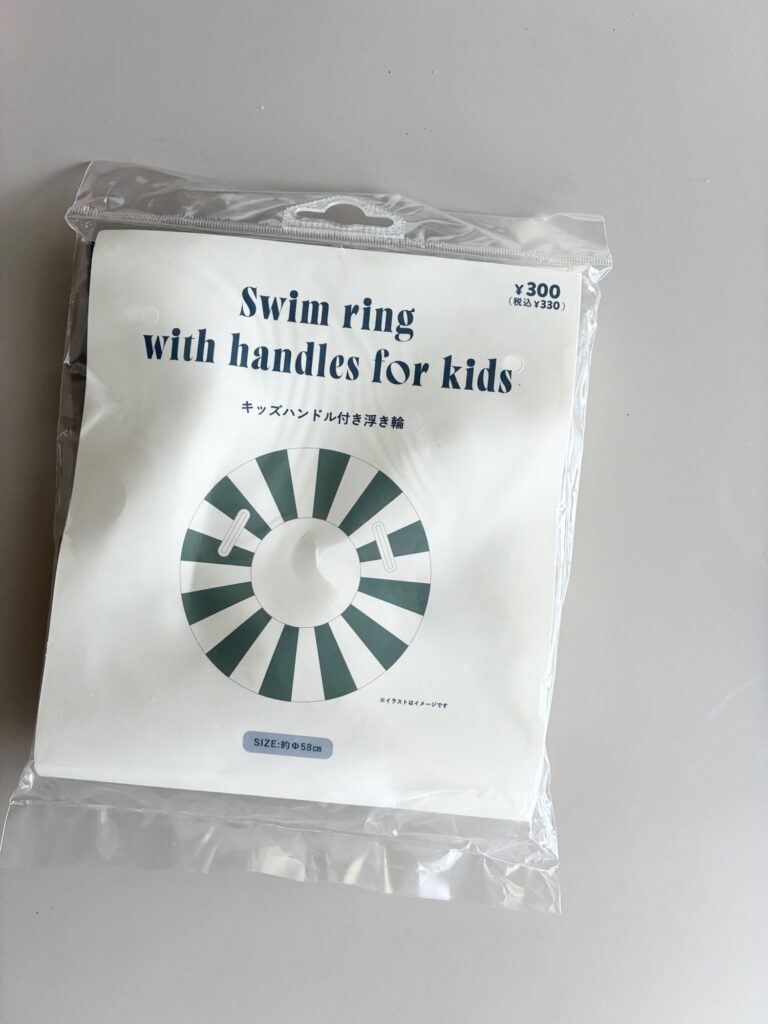 ¥300
(税込¥330)
Swim ring
with handles for kids
キッズハンドル付き浮き輪
※イラストはイメージです
SIZE:約Φ58㎝